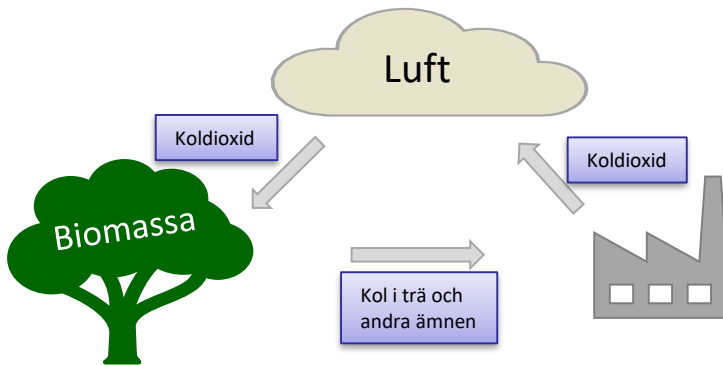 Luft
Koldioxid
Koldioxid
Biomassa
Kol i trä och
andra ämnen